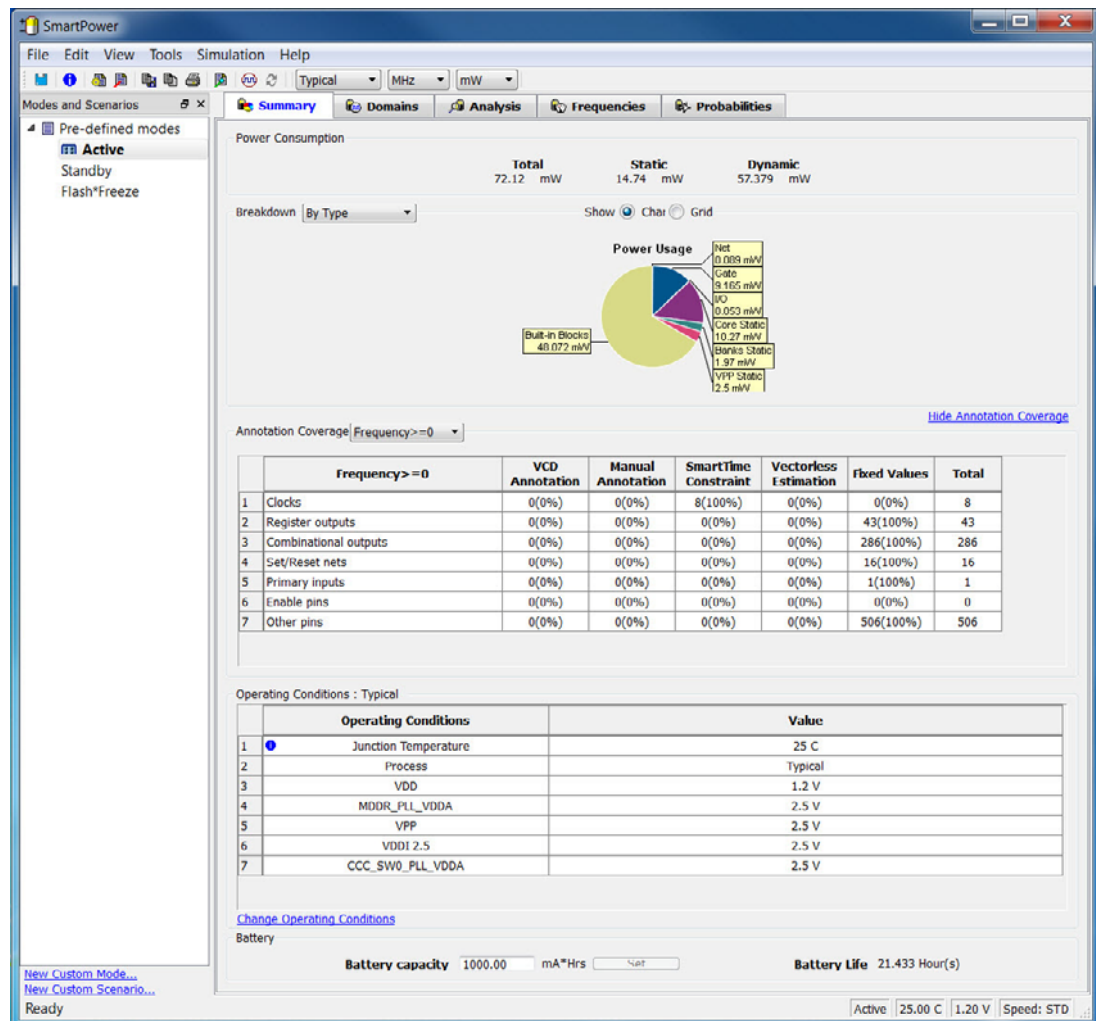 SmartPower
File Edit View Tools Simulation Help
Typical MHz mW
Modes and Scenarios
Summary Domains Analysis Frequencies Probabilities
Pre-defined modes
Active
Standby
Flash*Freeze
Power Consumption
Total Static Dynamic
72.12 mW 14.74 mW 57.379 mW
Breakdown By Type Show Char Grid
Power Usage
Net
0.089 mW
Gate
9.165 mW
I/O
0.053 mW
Core Static
10.27 mW
Banks Static
1.97 mW
VPP Static
2.5 mW
Built-in Blocks
48.072 mW
Hide Annotation Coverage
Annotation Coverage Frequency>=0
Frequency>=0 VCD Annotation Manual Annotation SmartTime Constraint Vectorless Estimation Fixed Values Total
1 Clocks 0(0%) 0(0%) 8(100%) 0(0%) 0(0%) 8
2 Register outputs 0(0%) 0(0%) 0(0%) 0(0%) 43(100%) 43
3 Combinational outputs 0(0%) 0(0%) 0(0%) 0(0%) 286(100%) 286
4 Set/Reset nets 0(0%) 0(0%) 0(0%) 0(0%) 16(100%) 16
5 Primary inputs 0(0%) 0(0%) 0(0%) 0(0%) 1(100%) 1
6 Enable pins 0(0%) 0(0%) 0(0%) 0(0%) 0(0%) 0
7 Other pins 0(0%) 0(0%) 0(0%) 0(0%) 506(100%) 506
Operating Conditions : Typical
Operating Conditions Value
1 Junction Temperature 25 C
2 Process Typical
3 VDD 1.2 V
4 MDDR_PLL_VDDA 2.5 V
5 VPP 2.5 V
6 VDDI 2.5 2.5 V
7 CCC_SW0_PLL_VDDA 2.5 V
Change Operating Conditions
Battery
Battery capacity 1000.00 mA*Hrs Set Battery Life 21.433 Hour(s)
New Custom Mode...
New Custom Scenario...
Ready Active 25.00 C 1.20 V Speed: STD